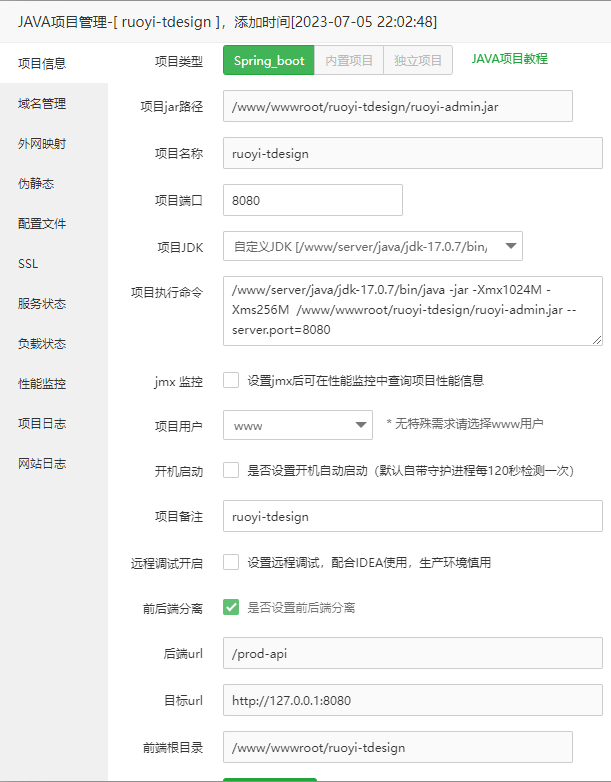 JAVA项目管理-[ ruoyi-tdesign ]，添加时间[2023-07-05 22:02:48]
项目信息
域名管理
外网映射
伪静态
配置文件
SSL
服务状态
负载状态
性能监控
项目日志
网站日志
项目类型 Spring_boot 内置项目 独立项目 JAVA项目教程
项目jar路径 /www/wwwroot/ruoyi-tdesign/ruoyi-admin.jar
项目名称 ruoyi-tdesign
项目端口 8080
项目JDK 自定义JDK [/www/server/java/jdk-17.0.7/bin/
项目执行命令 /www/server/java/jdk-17.0.7/bin/java -jar -Xmx1024M -
Xms256M /www/wwwroot/ruoyi-tdesign/ruoyi-admin.jar --
server.port=8080
jmx 监控 设置jmx后可在性能监控中查询项目性能信息
项目用户 www * 无特殊需求请选择www用户
开机启动 是否设置开机自动启动（默认自带守护进程每120秒检测一次）
项目备注 ruoyi-tdesign
远程调试开启 设置远程调试，配合IDEA使用，生产环境慎用
前后端分离 是否设置前后端分离
后端url /prod-api
目标url http://127.0.0.1:8080
前端根目录 /www/wwwroot/ruoyi-tdesign